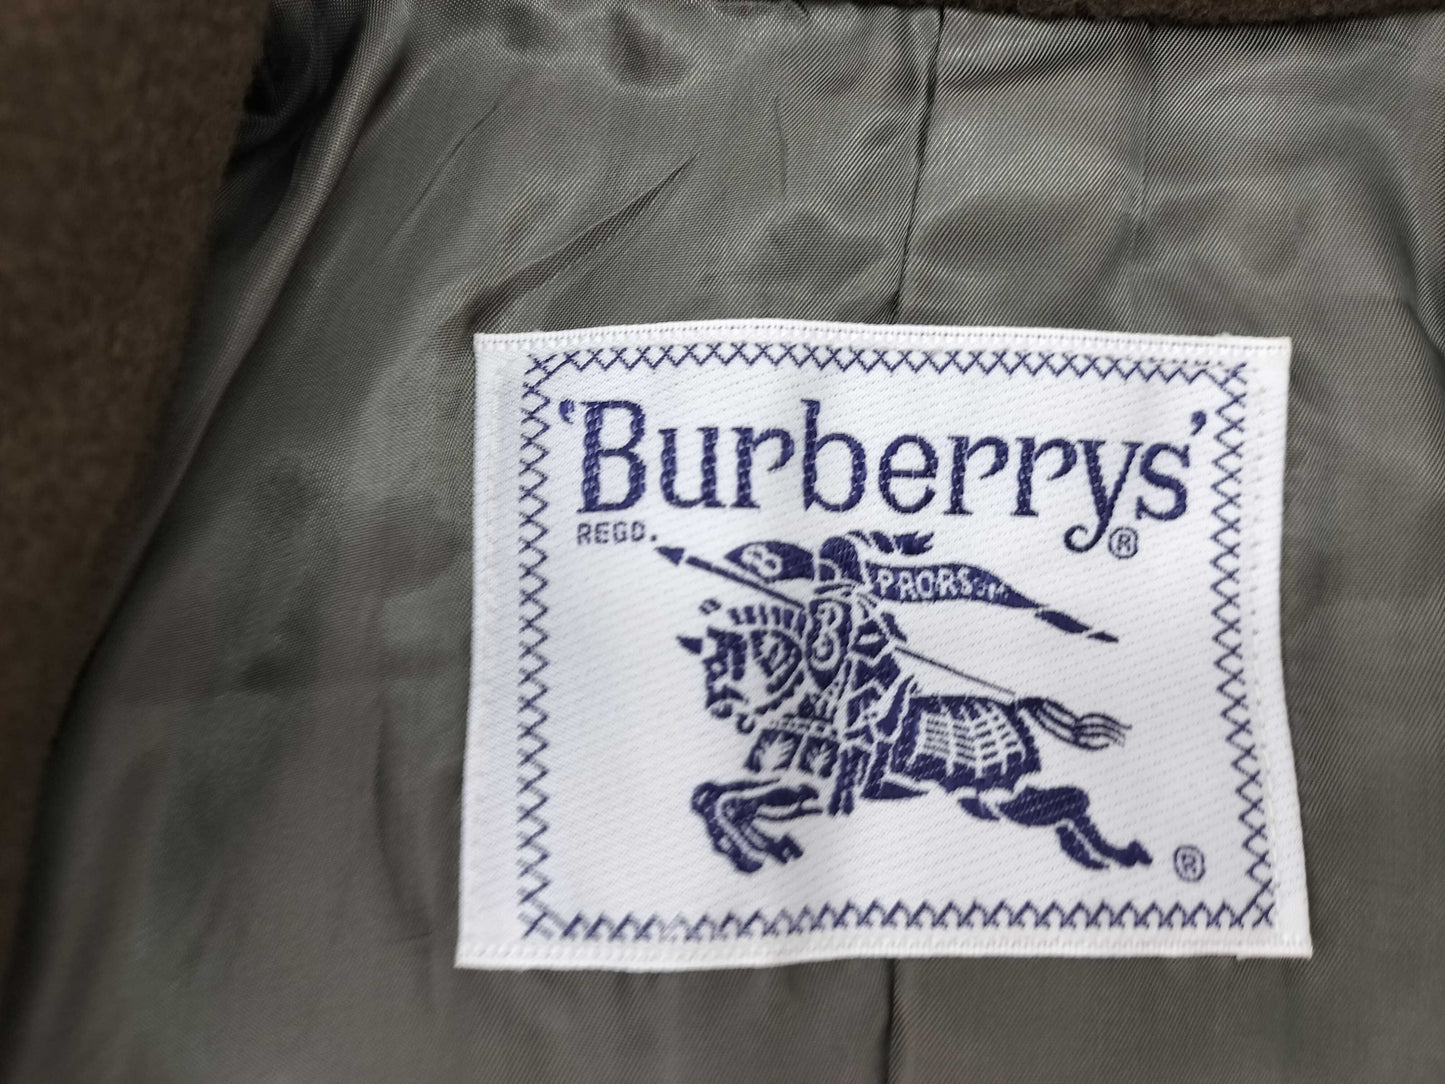 'Burberrys'®
REGD.
B
PRORSUM
B
®